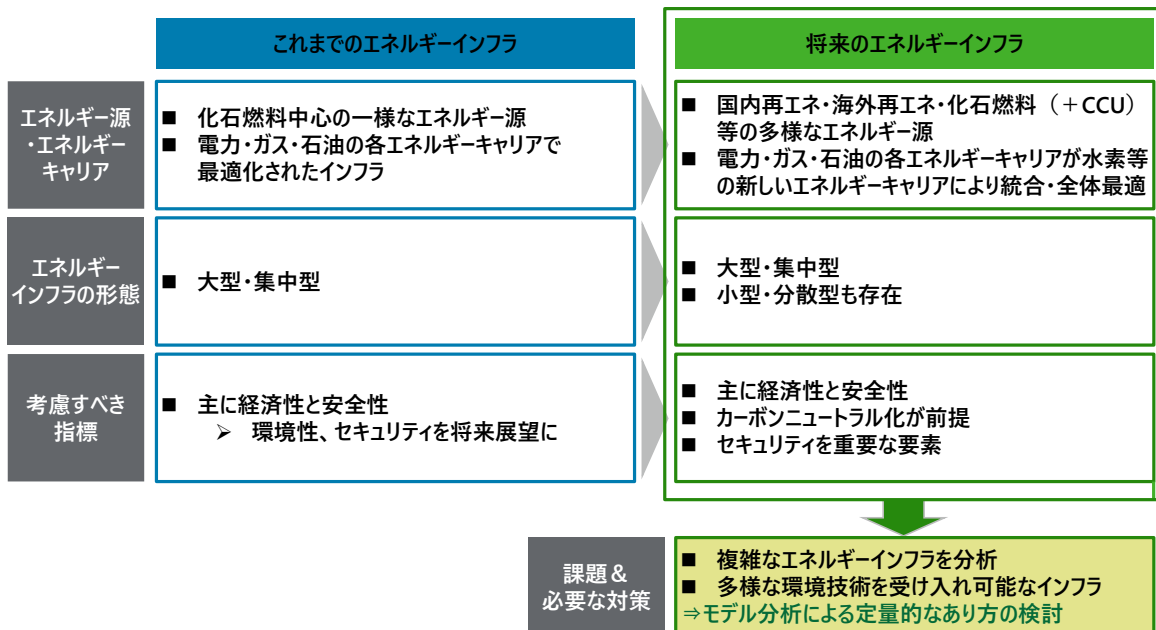 これまでのエネルギーインフラ
将来のエネルギーインフラ
エネルギー源
・エネルギー
キャリア
■ 化石燃料中心の一様なエネルギー源
■ 電力・ガス・石油の各エネルギーキャリアで
最適化されたインフラ
■ 国内再エネ・海外再エネ・化石燃料（＋CCU）
等の多様なエネルギー源
■ 電力・ガス・石油の各エネルギーキャリアが水素等
の新しいエネルギーキャリアにより統合・全体最適
エネルギー
インフラの形態
■ 大型・集中型
■ 大型・集中型
■ 小型・分散型も存在
考慮すべき
指標
■ 主に経済性と安全性
➢ 環境性、セキュリティを将来展望に
■ 主に経済性と安全性
■ カーボンニュートラル化が前提
■ セキュリティを重要な要素
課題＆
必要な対策
■ 複雑なエネルギーインフラを分析
■ 多様な環境技術を受け入れ可能なインフラ
⇒モデル分析による定量的なあり方の検討